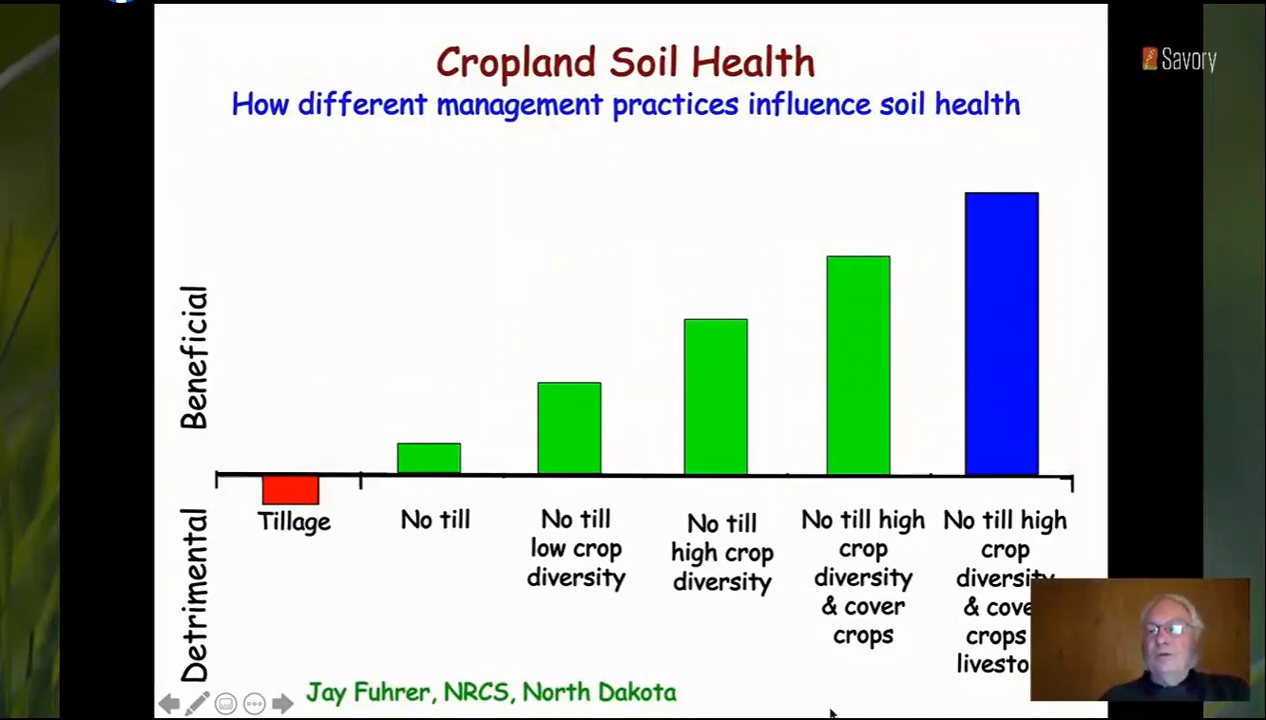 Cropland Soil Health
How different management practices influence soil health
Savory
Beneficial
Detrimental
Tillage
No till
No till
low crop
diversity
No till
high crop
diversity
No till high
crop
diversity
& cover
crops
No till high
crop
diversity
& cove
crops
livesto
Jay Fuhrer, NRCS, North Dakota